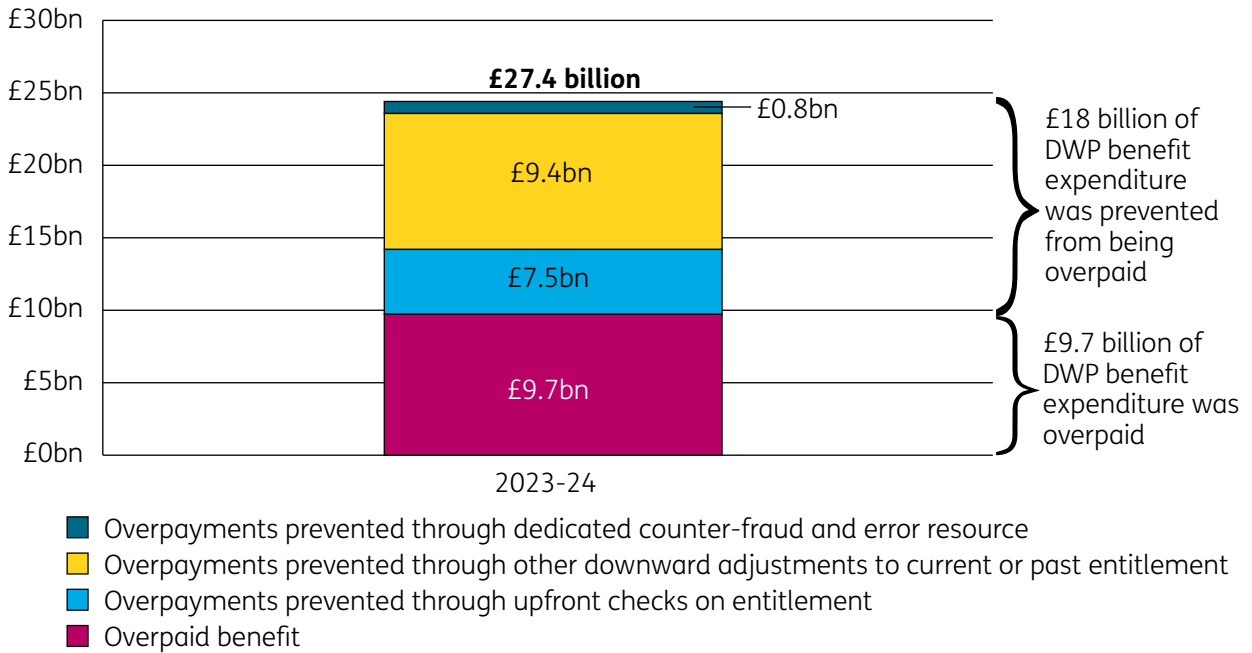 £30bn
£25bn
£20bn
£15bn
£10bn
£5bn
£0bn
£27.4 billion
£0.8bn
£9.4bn
£7.5bn
£9.7bn
2023-24
£18 billion of
DWP benefit
expenditure
was prevented
from being
overpaid
£9.7 billion of
DWP benefit
expenditure was
overpaid
Overpayments prevented through dedicated counter-fraud and error resource
Overpayments prevented through other downward adjustments to current or past entitlement
Overpayments prevented through upfront checks on entitlement
Overpaid benefit